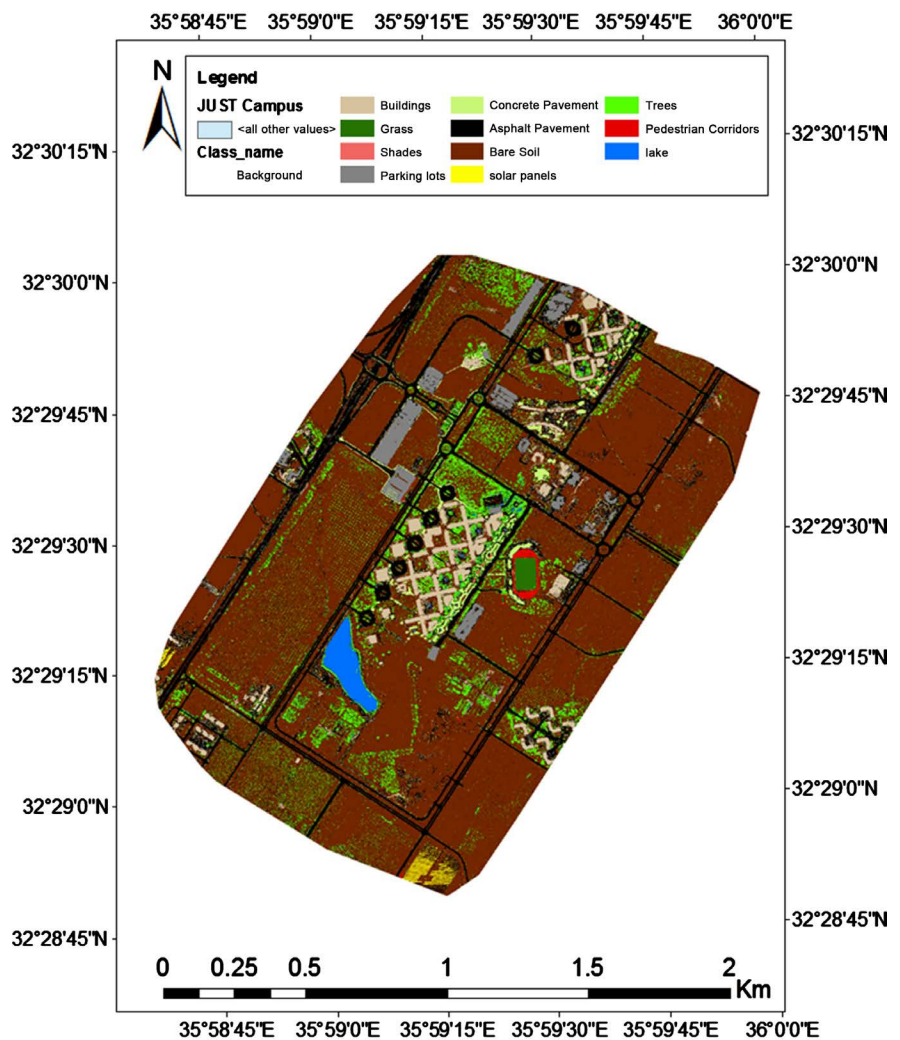 35°58'45"E 35°59'0"E 35°59'15"E 35°59'30"E 35°59'45"E 36°0'0"E
N
Legend
JUST Campus
<all other values>
Class_name
Background
Buildings
Grass
Shades
Parking lots
Concrete Pavement
Asphalt Pavement
Bare Soil
solar panels
Trees
Pedestrian Corridors
lake
32°30'15"N
32°30'0"N
32°29'45"N
32°29'30"N
32°29'15"N
32°29'0"N
32°28'45"N
32°30'15"N
32°30'0"N
32°29'45"N
32°29'30"N
32°29'15"N
32°29'0"N
32°28'45"N
0 0.25 0.5 1 1.5 2
Km
35°58'45"E 35°59'0"E 35°59'15"E 35°59'30"E 35°59'45"E 36°0'0"E